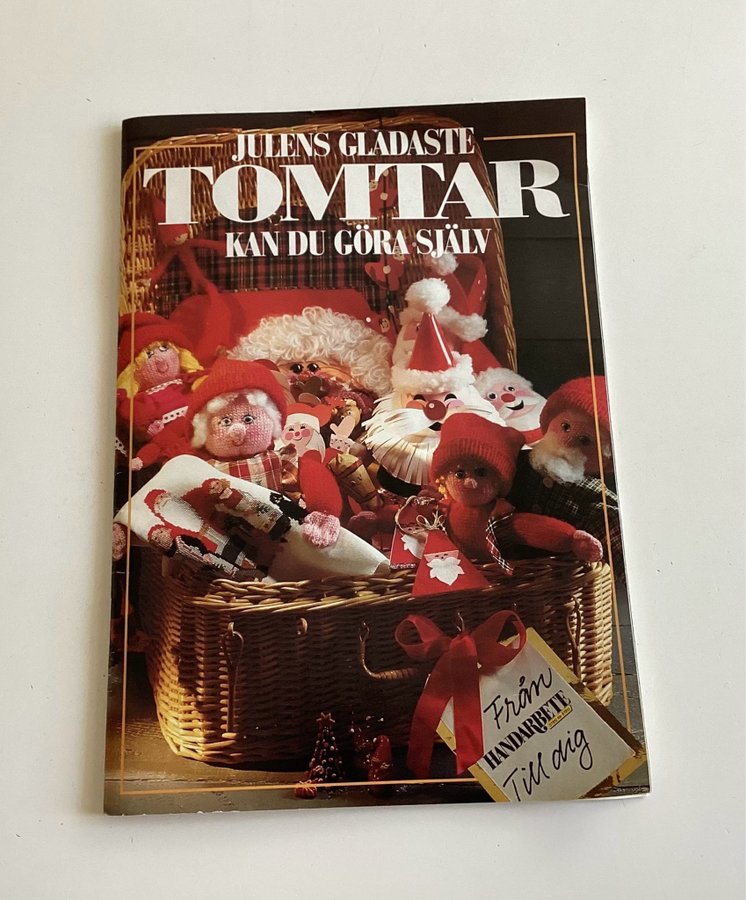 JULENS GLADASTE
TOMTAR
KAN DU GÖRA SJÄLV
Från
HANDARBETE
Till dig